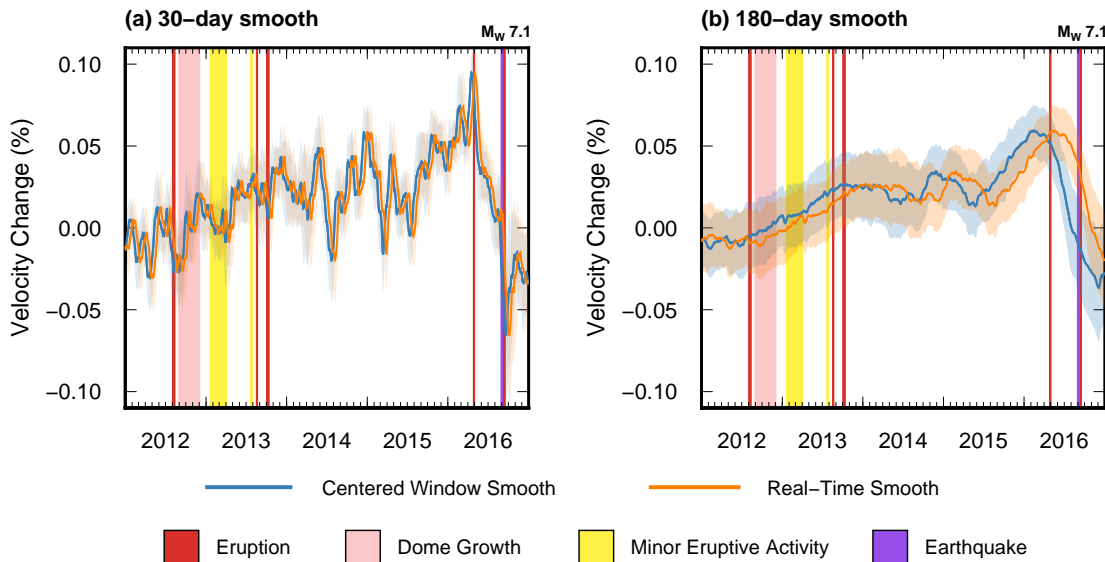 (a) 30-day smooth
(b) 180-day smooth
Mw 7.1
Mw 7.1
Velocity Change (%)
0.10
0.05
0.00
−0.05
−0.10
2012 2013 2014 2015 2016
Velocity Change (%)
0.10
0.05
0.00
−0.05
−0.10
2012 2013 2014 2015 2016
Centered Window Smooth
Real−Time Smooth
Eruption
Dome Growth
Minor Eruptive Activity
Earthquake